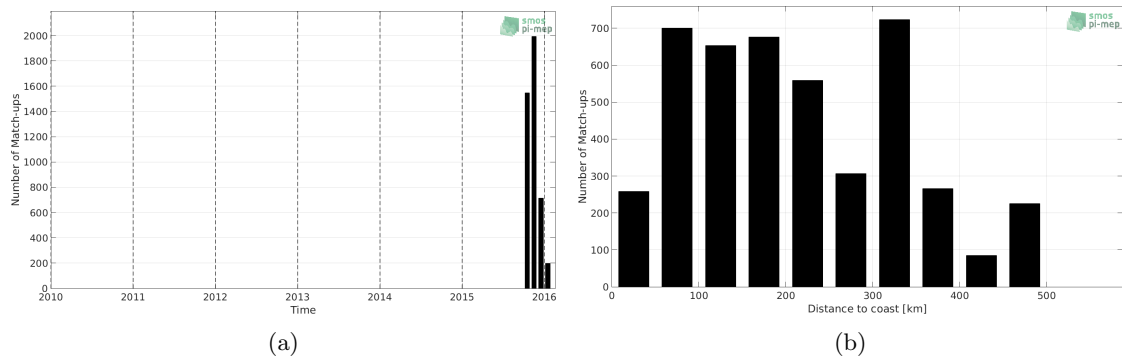 smos
pi-mep
2000
1800
1600
1400
1200
1000
800
600
400
200
0
Number of Match-ups
2010 2011 2012 2013 2014 2015 2016
Time
(a)
smos
pi-mep
700
600
500
400
300
200
100
0
Number of Match-ups
0 100 200 300 400 500
Distance to coast [km]
(b)